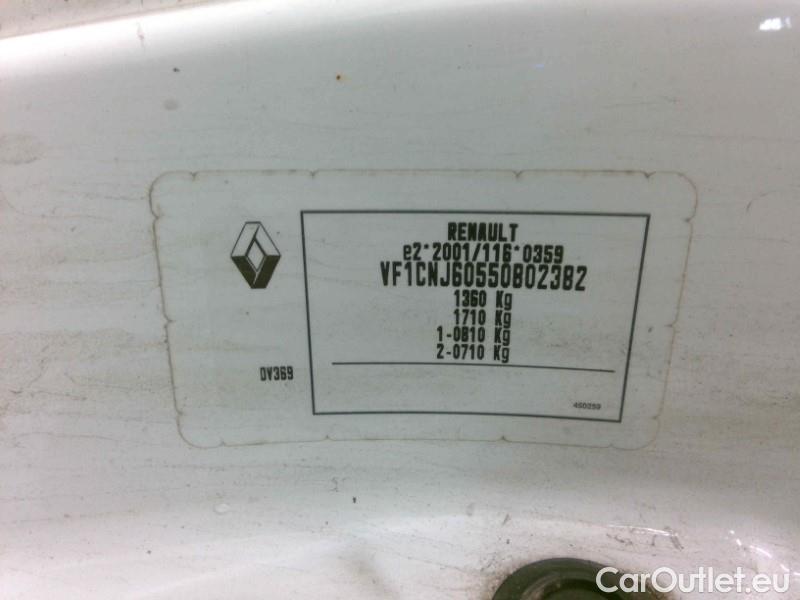 RENAULT
e2*2001/116*0359
VF1CNJ60550802382
1360 Kg
1710 Kg
1-0810 Kg
2-0710 Kg
DV369
450259
CarOutlet.eu